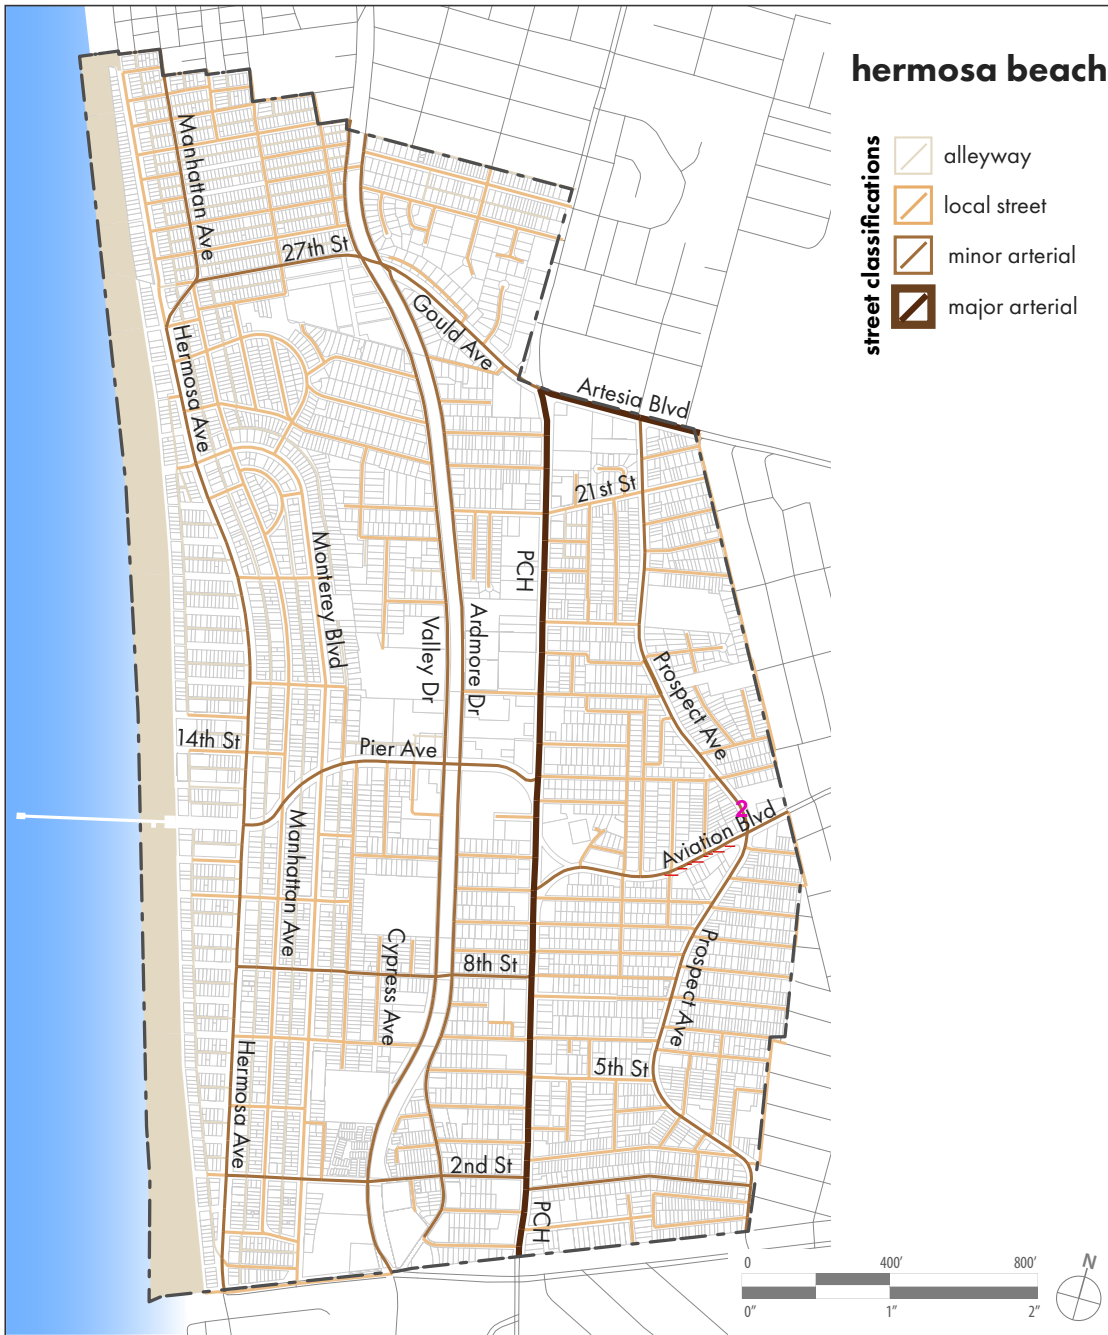 hermosa beach
street classifications
alleyway
local street
minor arterial
major arterial
Manhattan Ave
27th St
Gould Ave
Hermosa Ave
Artesia Blvd
21st St
PCH
Monterey Blvd
Valley Dr
Ardmore Dr
Prospect Ave
14th St
Pier Ave
2
Aviation Blvd
Manhattan Ave
Cypress Ave
8th St
Prospect Ave
Hermosa Ave
5th St
2nd St
PCH
0 400' 800'
0" 1" 2"
N